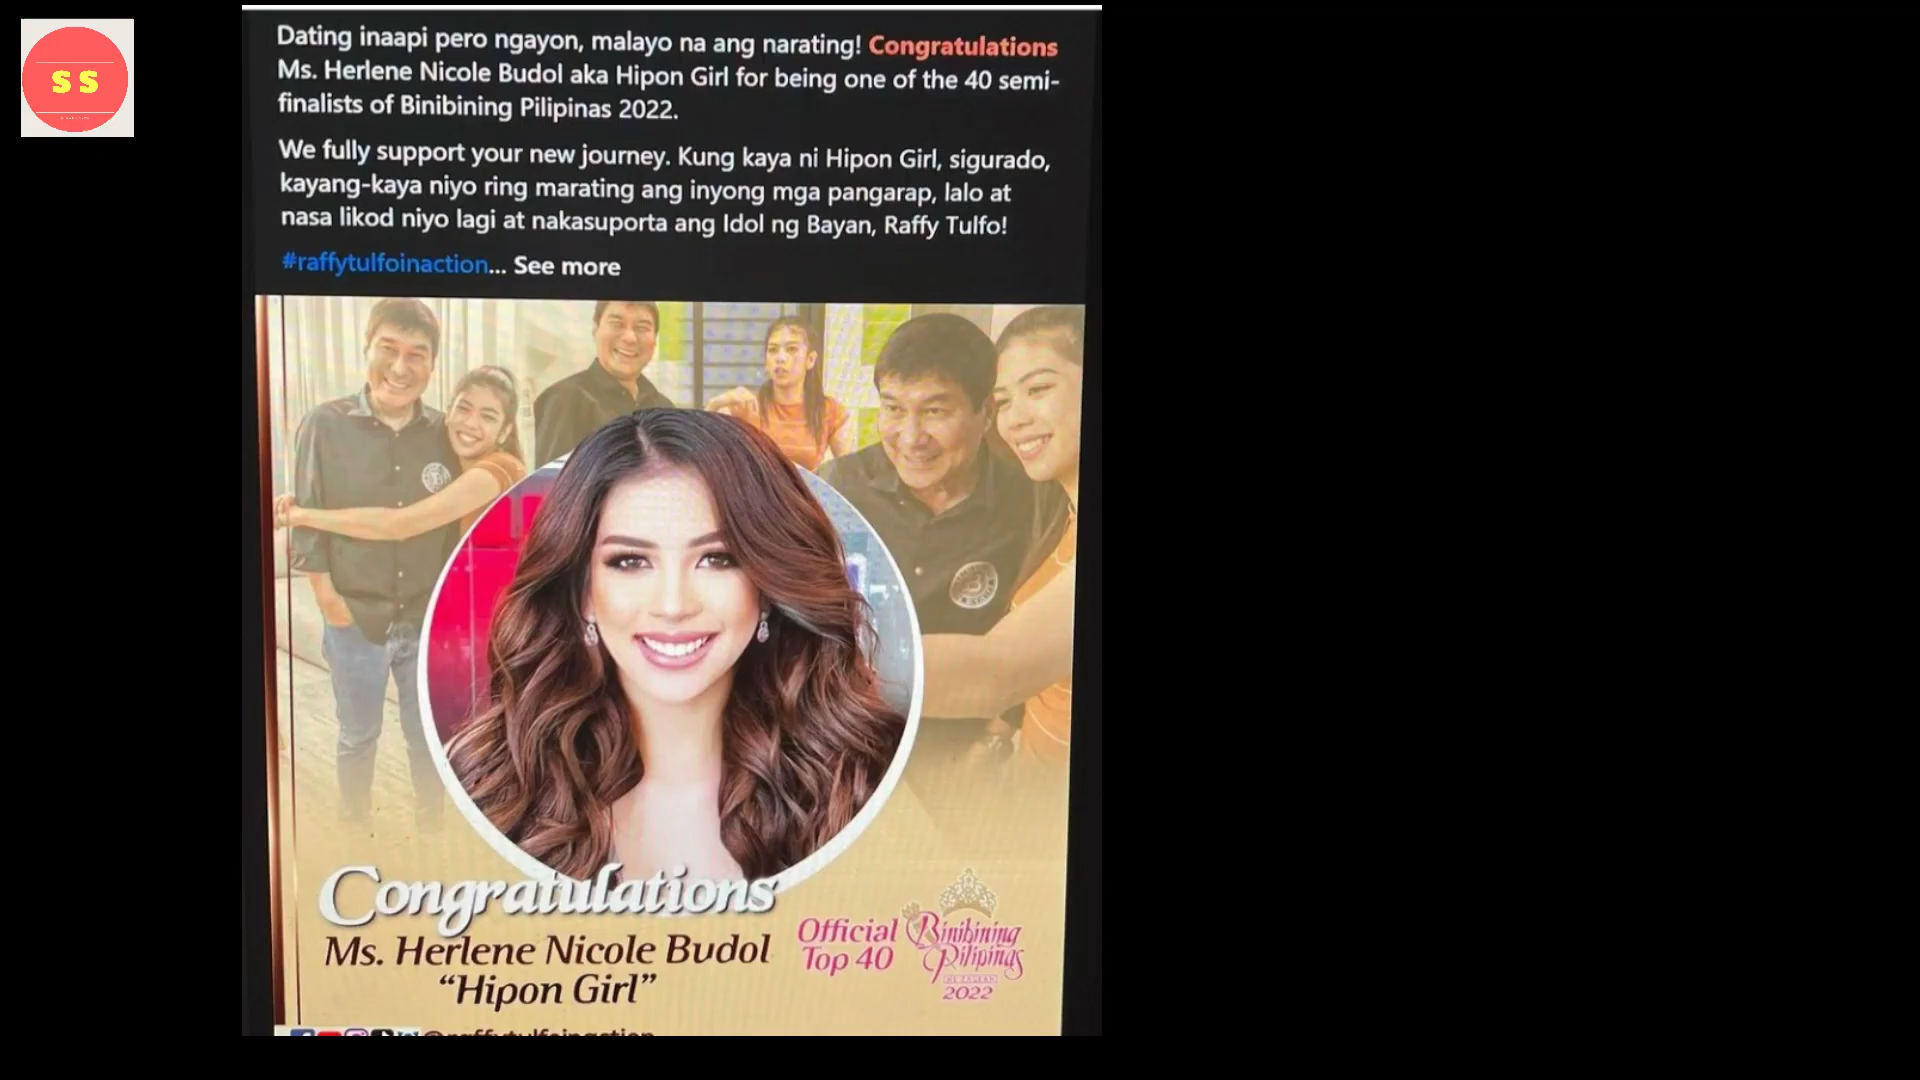 S S
Dating inaapi pero ngayon, malayo na ang narating! Congratulations
Ms. Herlene Nicole Budol aka Hipon Girl for being one of the 40 semi-
finalists of Binibining Pilipinas 2022.
We fully support your new journey. Kung kaya ni Hipon Girl, sigurado,
kayang-kaya niyo ring marating ang inyong mga pangarap, lalo at
nasa likod niyo lagi at nakasuporta ang Idol ng Bayan, Raffy Tulfo!
#raffytulfoinaction... See more
Congratulations
Ms. Herlene Nicole Budol
“Hipon Girl”
Official
Top 40
Binibining
Pilipinas
2022
@raffytulfoinaction